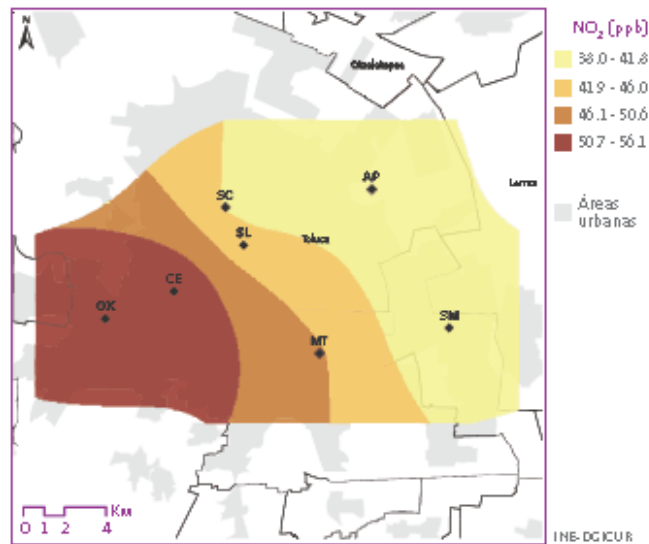 N
NO₂ (ppb)
38.0 - 41.8
41.9 - 46.0
46.1 - 50.6
50.7 - 56.1
Áreas
urbanas
Lerma
AP
SC
SL
Toluca
CE
OX
SM
MT
Km
0 1 2 4
INE-DGICUR